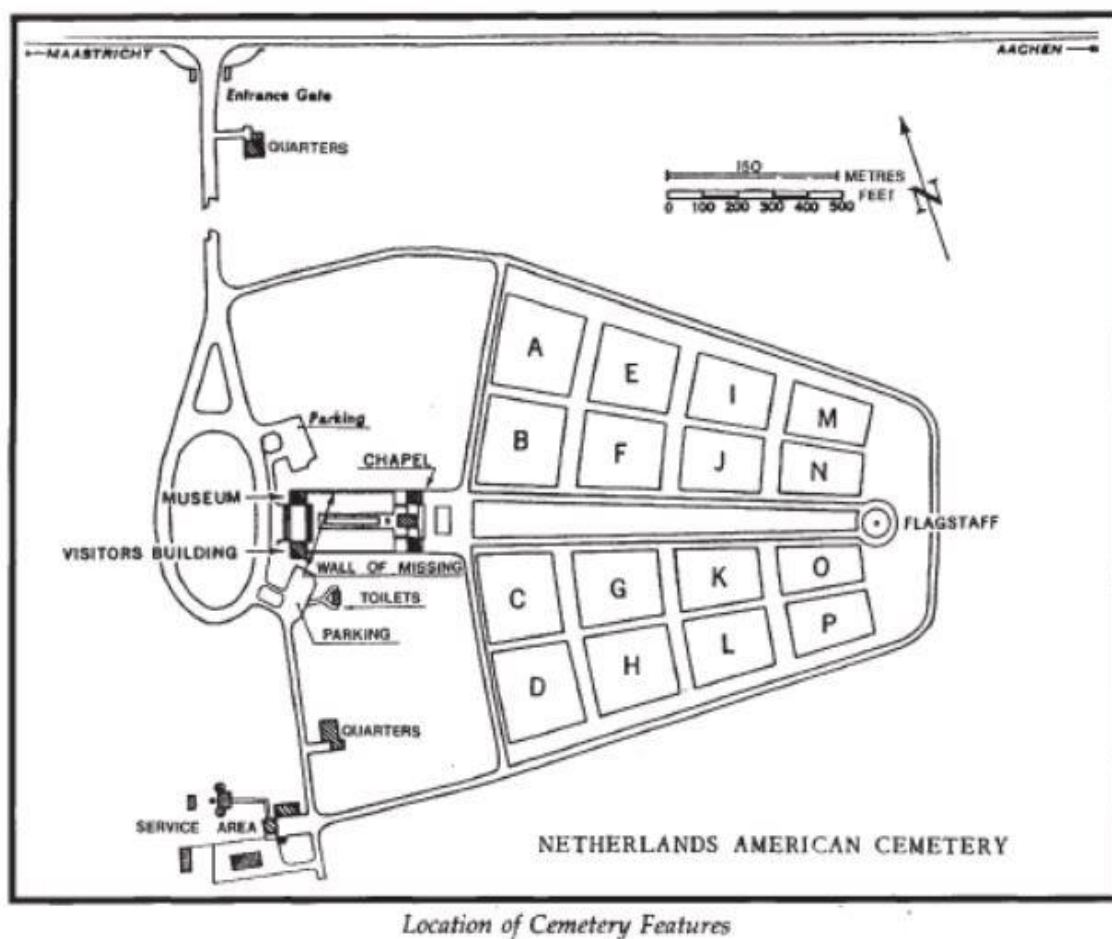 MAASTRICHT
AACHEN
Entrance Gate
QUARTERS
150
METRES
FEET
0 100 200 300 400 500
N
A
E
I
M
B
F
J
N
Parking
CHAPEL
MUSEUM
FLAGSTAFF
VISITORS BUILDING
WALL OF MISSING
TOILETS
PARKING
C
G
K
O
D
H
L
P
QUARTERS
SERVICE AREA
NETHERLANDS AMERICAN CEMETERY
Location of Cemetery Features